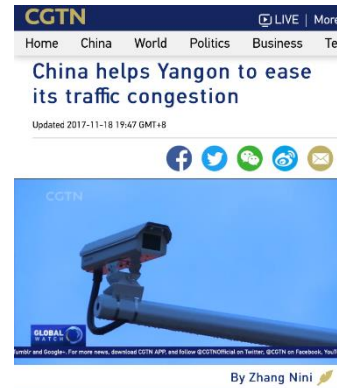 CGTN
LIVE | More
Home China World Politics Business Te
China helps Yangon to ease
its traffic congestion
Updated 2017-11-18 19:47 GMT+8
CGTN
GLOBAL
WATCH
umblr and Google+. For more news, download CGTN APP, and follow @CGTNOfficial on Twitter, @CGTN on Facebook, YouT
By Zhang Nini